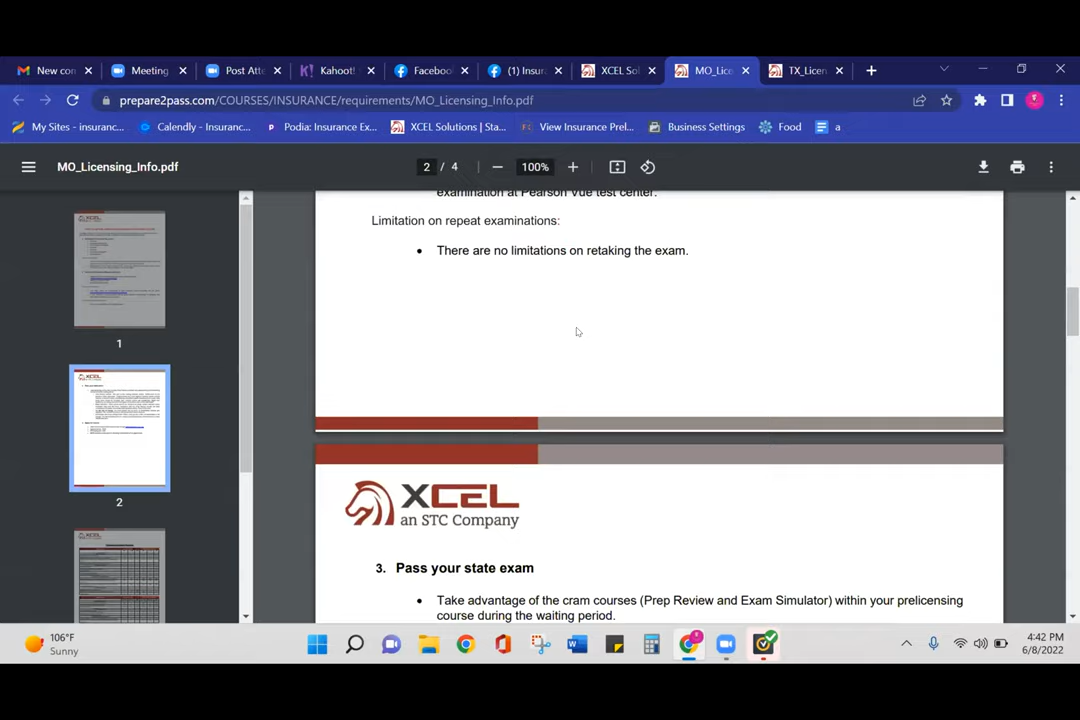 New con
Meeting
Post Atte
Kahoot!
Faceboo
(1) Insur
XCEL Sol
MO_Lice
TX_Licen
prepare2pass.com/COURSES/INSURANCE/requirements/MO_Licensing_Info.pdf
My Sites - insuranc...
Calendly - Insuranc...
Podia: Insurance Ex...
XCEL Solutions | Sta...
View Insurance Prel...
Business Settings
Food
a
MO_Licensing_Info.pdf
2 / 4
100%
1
2
examination at Pearson Vue test center.
Limitation on repeat examinations:
• There are no limitations on retaking the exam.
XCEL
an STC Company
3. Pass your state exam
• Take advantage of the cram courses (Prep Review and Exam Simulator) within your prelicensing
course during the waiting period.
106°F
Sunny
4:42 PM
6/8/2022